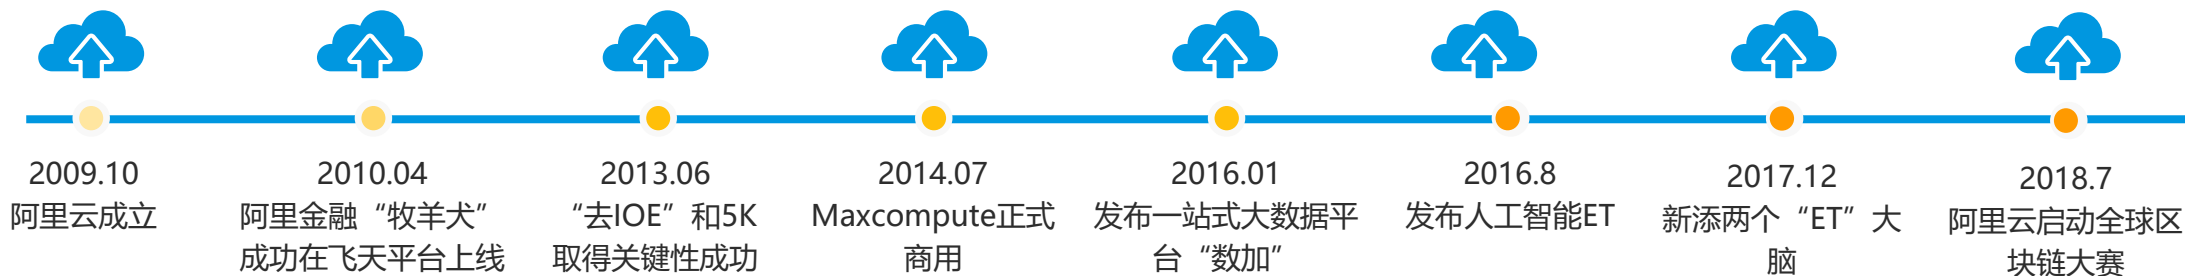 2009.10
阿里云成立
2010.04
阿里金融“牧羊犬”
成功在飞天平台上线
2013.06
“去IOE”和5K
取得关键性成功
2014.07
Maxcompute正式
商用
2016.01
发布一站式大数据平
台“数加”
2016.8
发布人工智能ET
2017.12
新添两个“ET”大
脑
2018.7
阿里云启动全球区
块链大赛